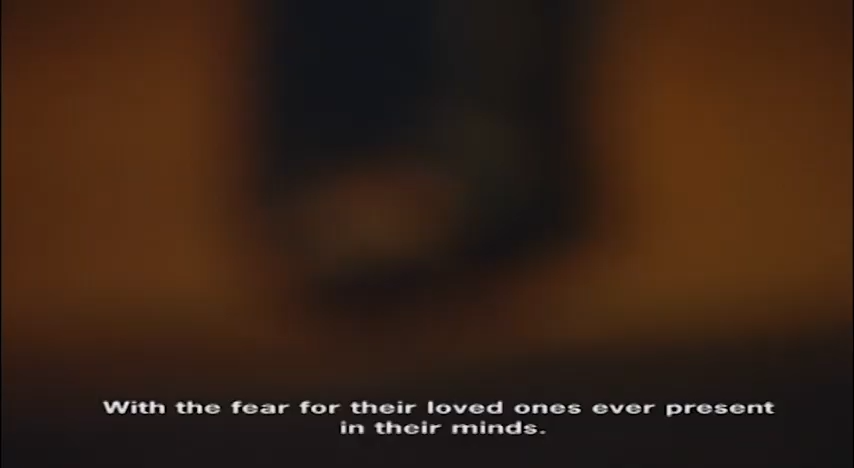 With the fear for their loved ones ever present
in their minds.